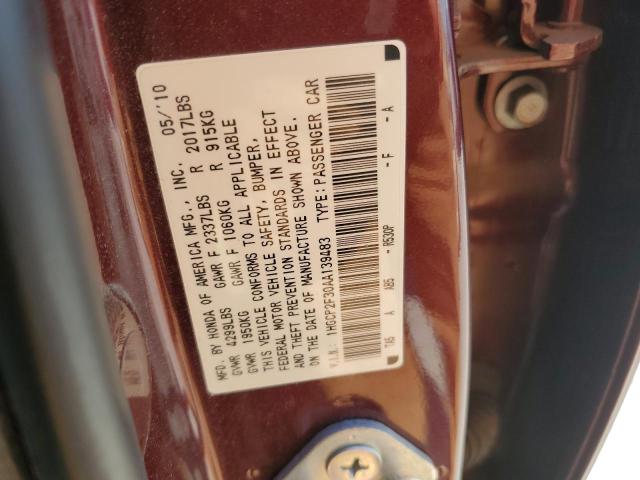 MFD. BY HONDA OF AMERICA MFG., INC. 05/'10
GVWR 4299LBS GAWR F 2337LBS R 2017LBS
GVWR 1950KG GAWR F 1060KG R 915KG
THIS VEHICLE CONFORMS TO ALL APPLICABLE
FEDERAL MOTOR VEHICLE SAFETY, BUMPER,
AND THEFT PREVENTION STANDARDS IN EFFECT
ON THE DATE OF MANUFACTURE SHOWN ABOVE.
V.I.N.: 1HGCP2F30AA139483 TYPE: PASSENGER CAR
TA5 A ABS - R530P - F - A